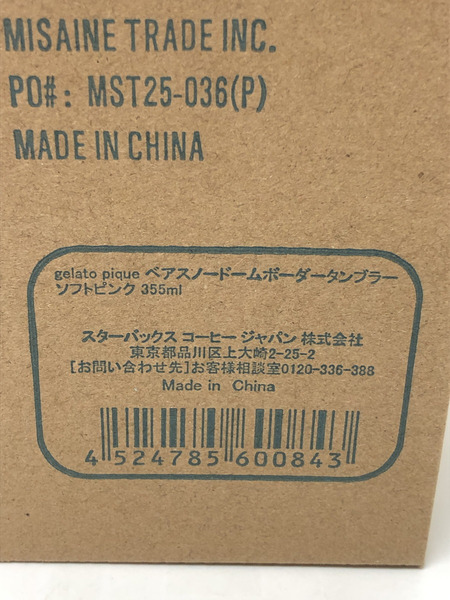 MISAINE TRADE INC.
PO#: MST25-036(P)
MADE IN CHINA
gelato pique ベアスノードームボーダータンブラー
ソフトピンク 355ml
スターバックス コーヒー ジャパン 株式会社
東京都品川区上大崎2-25-2
[お問い合わせ先]お客様相談室0120-336-388
Made in China
4 524785 600843